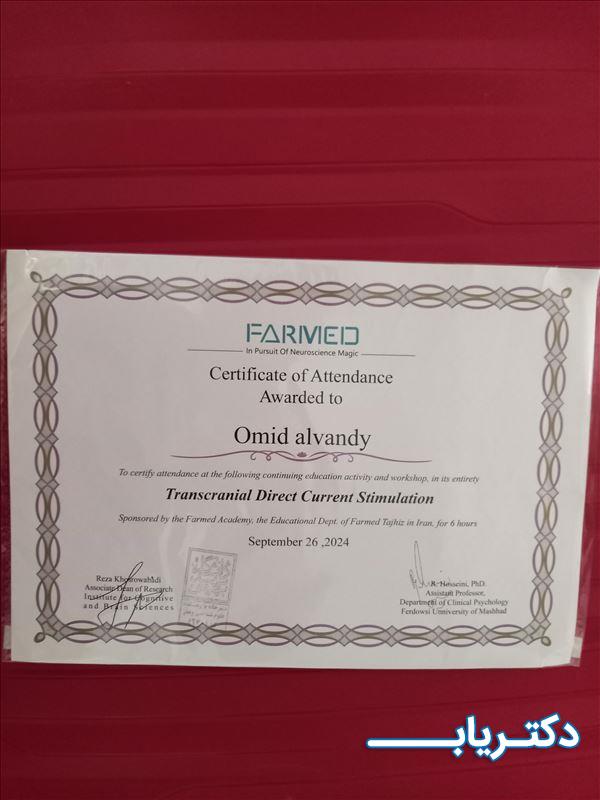 FARMED
In Pursuit Of Neuroscience Magic
Certificate of Attendance
Awarded to
Omid alvandy
To certify attendance at the following continuing education activity and workshop, in its entirety
Transcranial Direct Current Stimulation
Sponsored by the Farmed Academy, the Educational Dept. of Farmed Tajhiz in Iran, for 6 hours
September 26 ,2024
Reza Khosrowabadi
Associate Dean of Research
Institute for Cognitive
and Brain Sciences
R. Hosseini, PhD.
Assistant Professor,
Department of Clinical Psychology
Ferdowsi University of Mashhad
دکتریاب